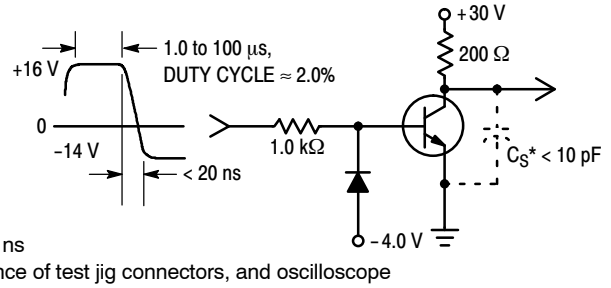 +30 V
200 Ω
1.0 to 100 μs,
DUTY CYCLE ≈ 2.0%
+16 V
0
−14 V
< 20 ns
1.0 kΩ
C_S* < 10 pF
−4.0 V
ns
nce of test jig connectors, and oscilloscope